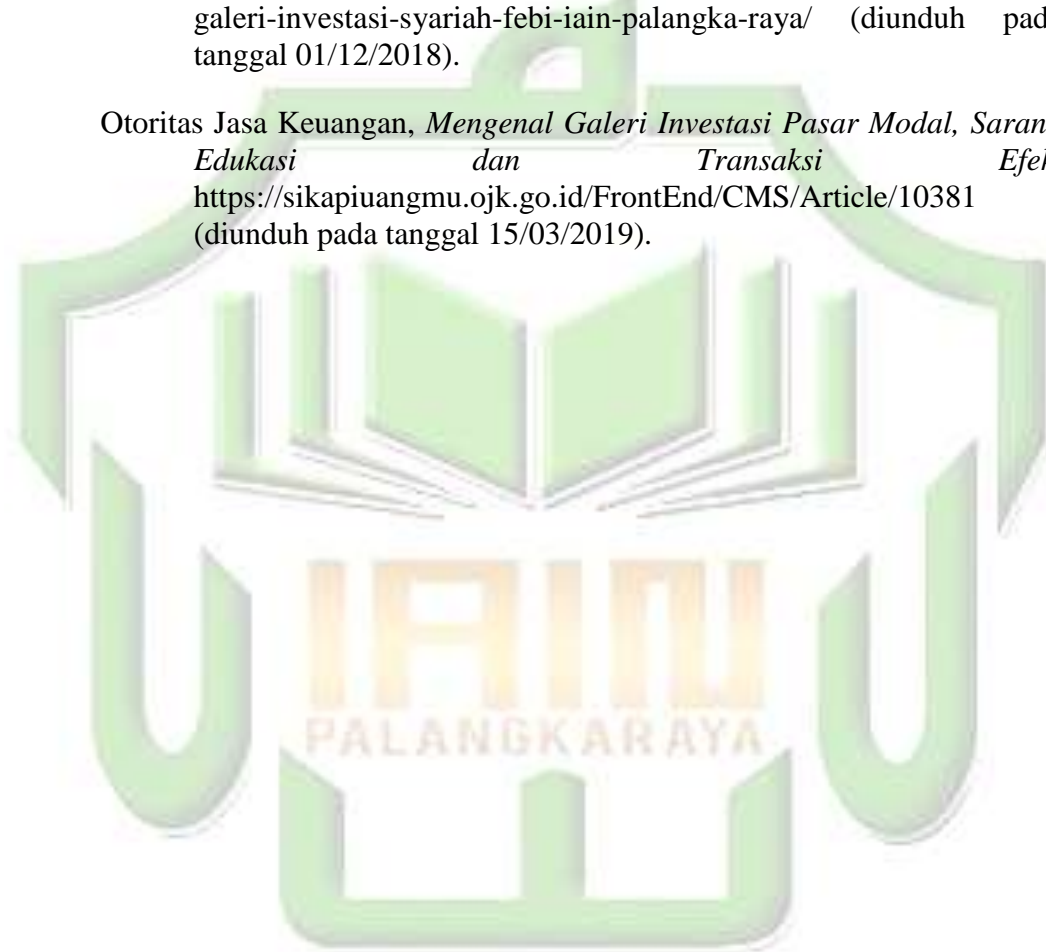 galeri-investasi-syariah-febi-iain-palangka-raya/ (diunduh pad
tanggal 01/12/2018).
Otoritas Jasa Keuangan, Mengenal Galeri Investasi Pasar Modal, Saran
Edukasi dan Transaksi Efek
https://sikapiuangmu.ojk.go.id/FrontEnd/CMS/Article/10381
(diunduh pada tanggal 15/03/2019).
IAIN
PALANGKARAYA